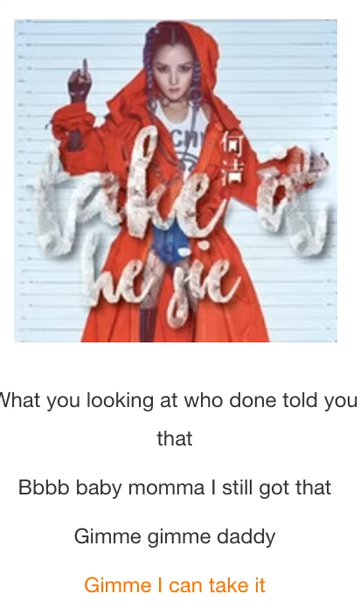 take it
何洁
he jie
What you looking at who done told you
that
Bbbb baby momma I still got that
Gimme gimme daddy
Gimme I can take it